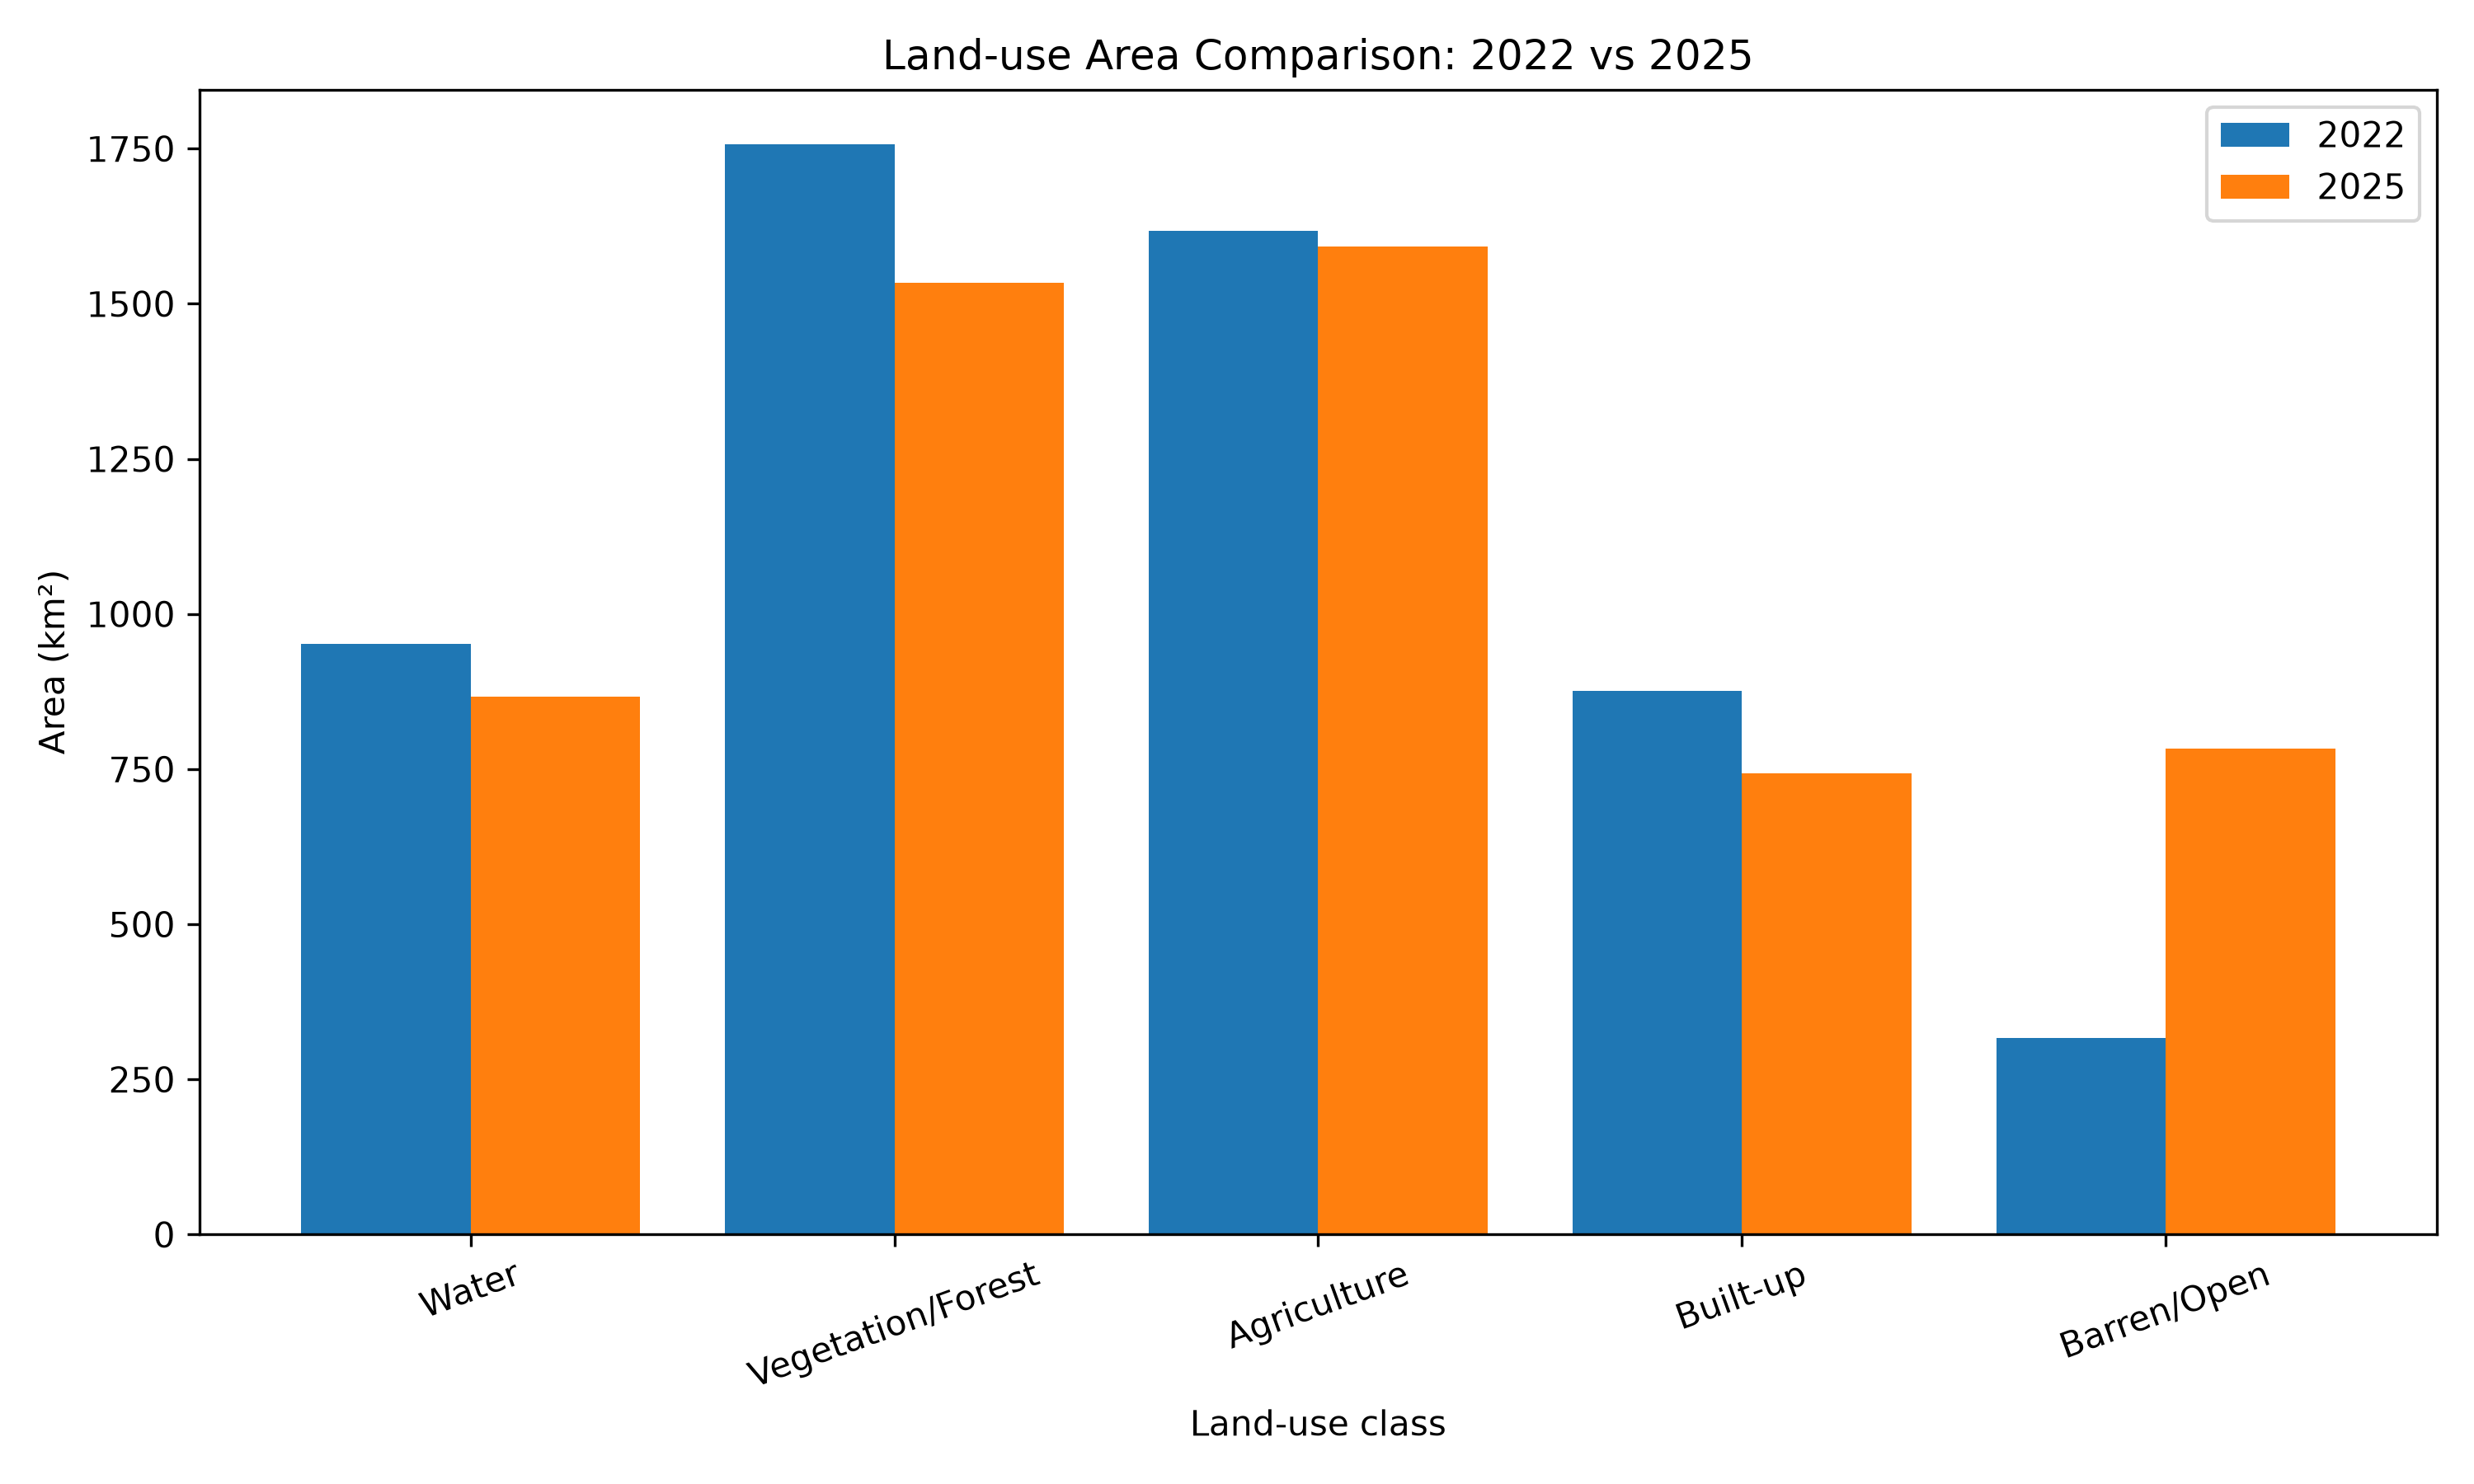 Land-use Area Comparison: 2022 vs 2025
2022
2025
Area (km²)
1750
1500
1250
1000
750
500
250
0
Water
Vegetation/Forest
Agriculture
Built-up
Barren/Open
Land-use class